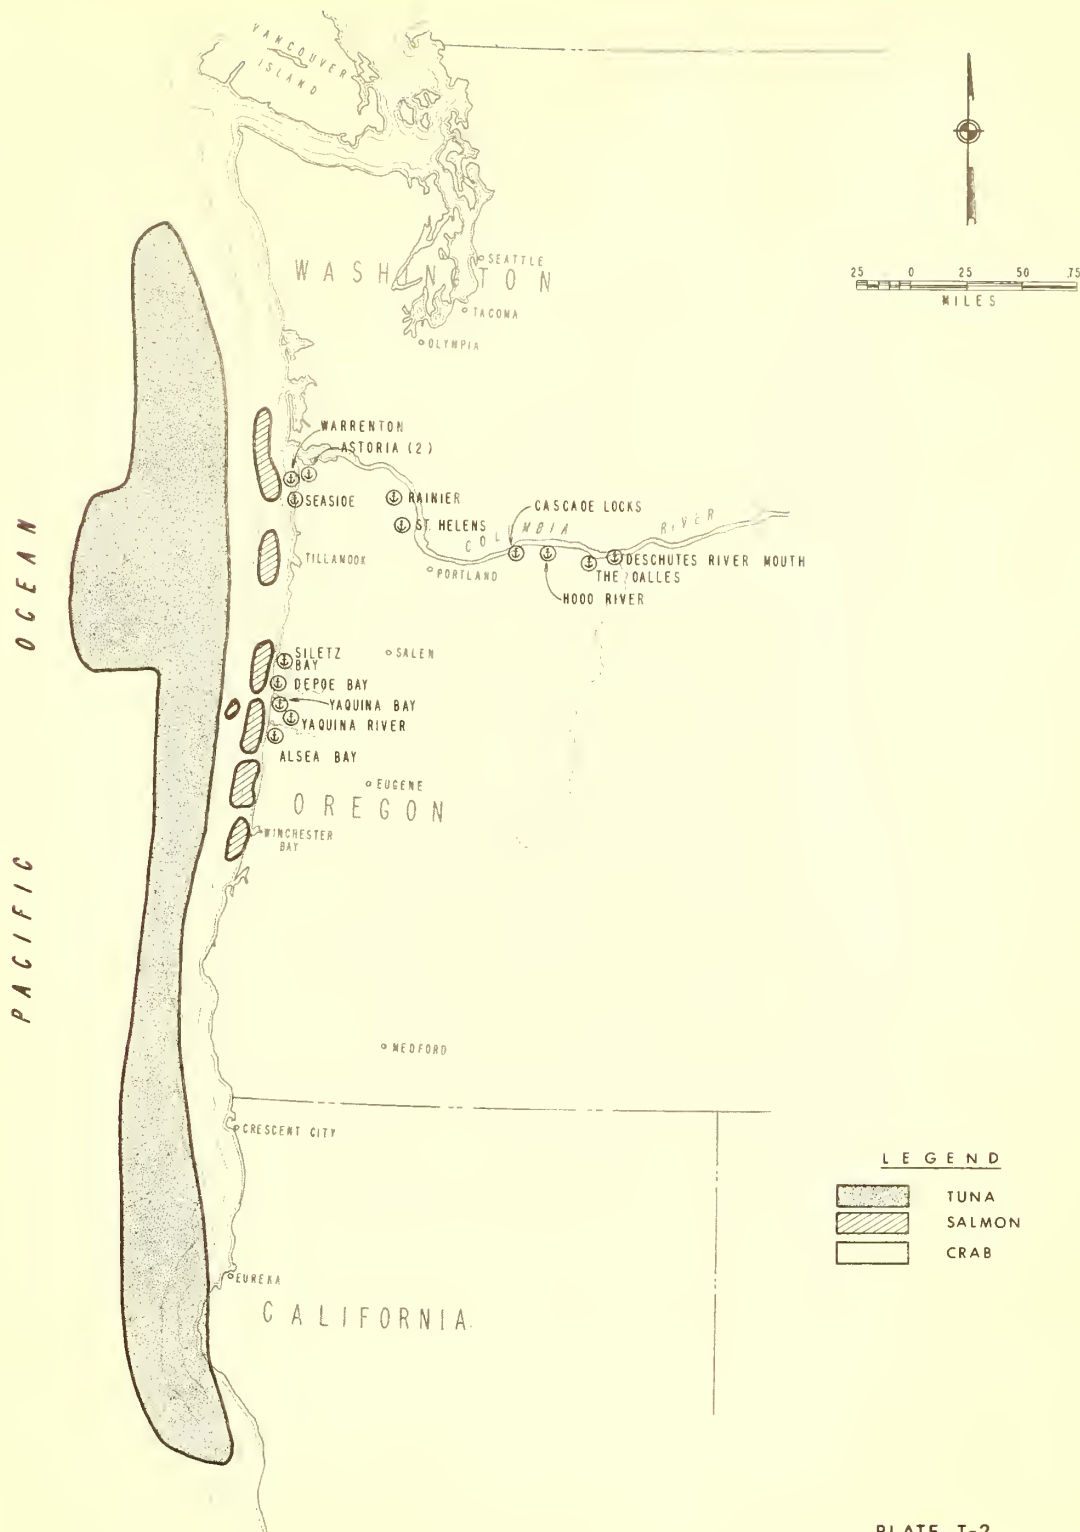 VANCOUVER
ISLAND
WASHINGTON
SEATTLE
TACOMA
OLYMPIA
25 0 25 50 75
MILES
WARRENTON
ASTORIA (2)
SEASIDE
RAINIER
ST HELENS
CASCADE LOCKS
COLUMBIA RIVER
TILLAMOOK
PORTLAND
DESCHUTES RIVER MOUTH
THE DALLES
HOOD RIVER
PACIFIC OCEAN
SILETZ
BAY
SALEM
DEPOE BAY
YAQUINA BAY
YAQUINA RIVER
ALSEA BAY
EUGENE
OREGON
WINCHESTER
BAY
MEDFORD
CRESCENT CITY
EUREKA
CALIFORNIA
LEGEND
TUNA
SALMON
CRAB
PLATE T-2